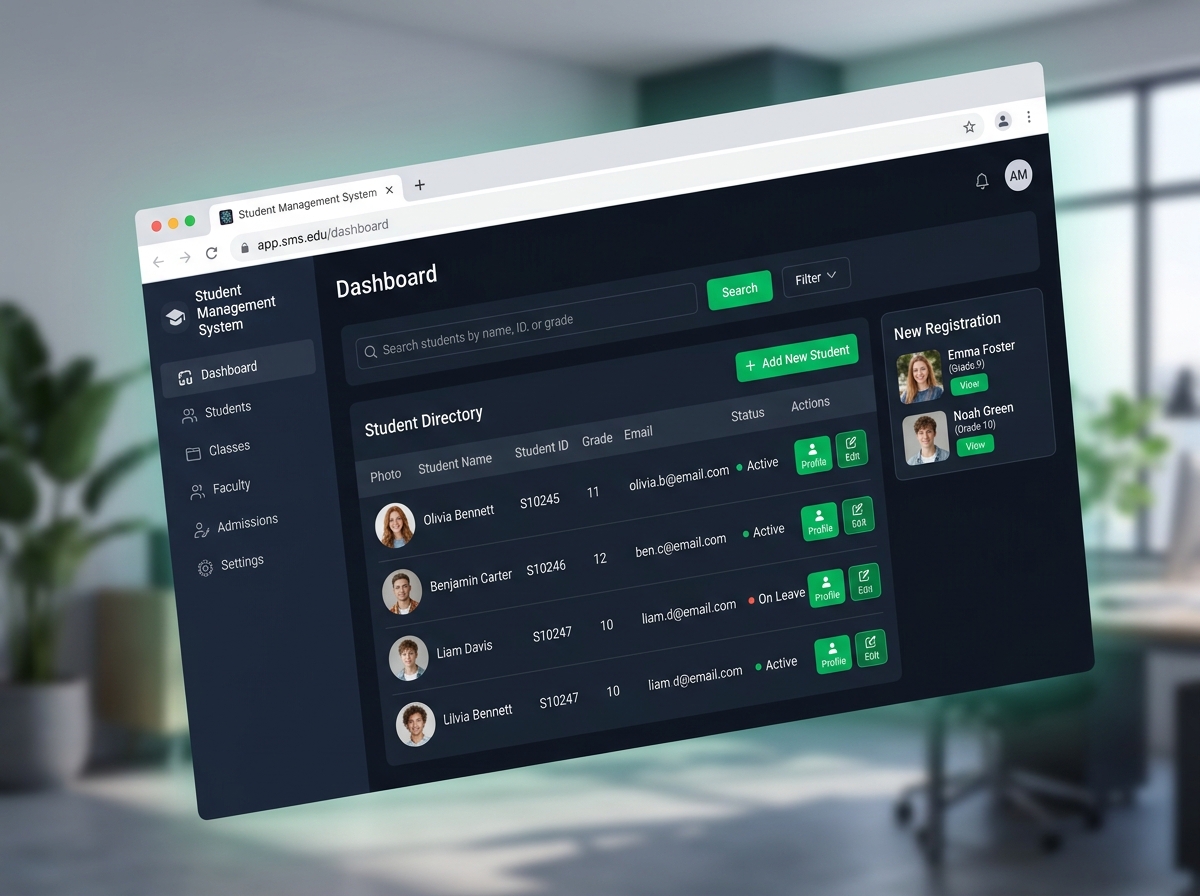 Student Management System
app.sms.edu/dashboard
AM
Student
Management
System
Dashboard
Students
Classes
Faculty
Admissions
Settings
Dashboard
Search students by name, ID. or grade
Search
Filter
+ Add New Student
Student Directory
Photo Student Name Student ID Grade Email Status Actions
Olivia Bennett S10245 11 olivia.b@email.com Active Profile Edit
Benjamin Carter S10246 12 ben.c@email.com Active Profile
Liam Davis S10247 10 liam.d@email.com On Leave Profile
Lilvia Bennett S10247 10 liam d@email.com Active Profile
New Registration
Emma Foster
(Grade.9)
View
Noah Green
(Orade 10)
View